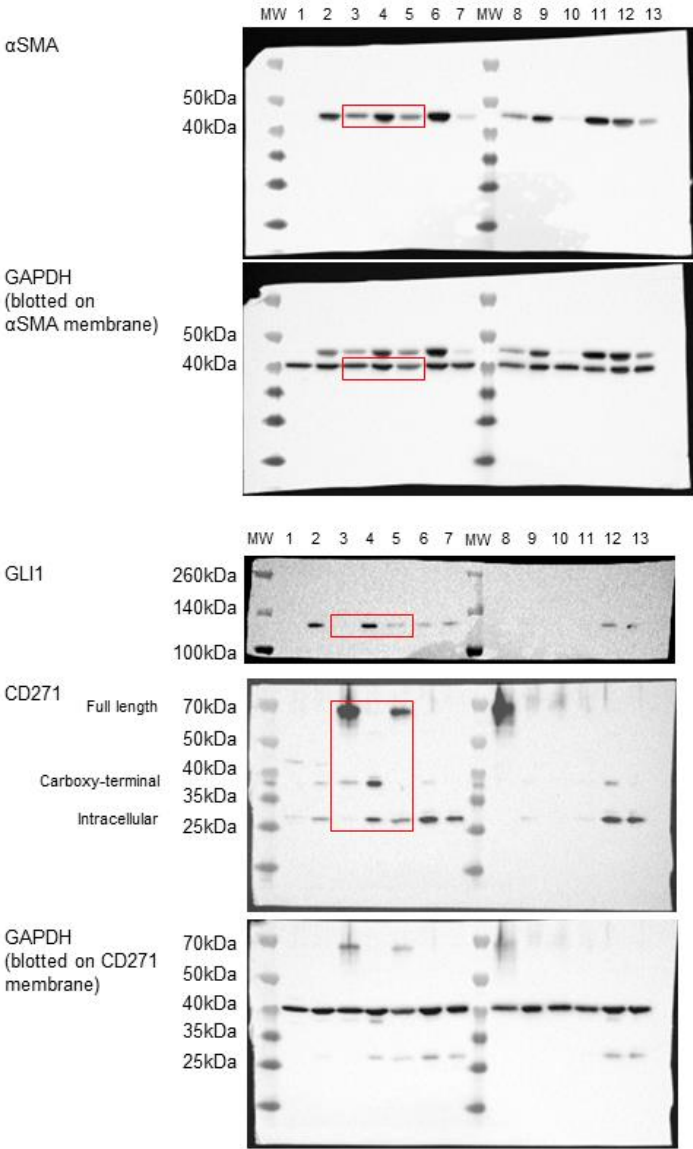 MW 1 2 3 4 5 6 7 MW 8 9 10 11 12 13
αSMA
50kDa
40kDa
GAPDH
(blotted on
αSMA membrane)
50kDa
40kDa
MW 1 2 3 4 5 6 7 MW 8 9 10 11 12 13
GLI1
260kDa
140kDa
100kDa
CD271
Full length
70kDa
50kDa
40kDa
Carboxy-terminal
35kDa
Intracellular
25kDa
GAPDH
(blotted on CD271
membrane)
70kDa
50kDa
40kDa
35kDa
25kDa